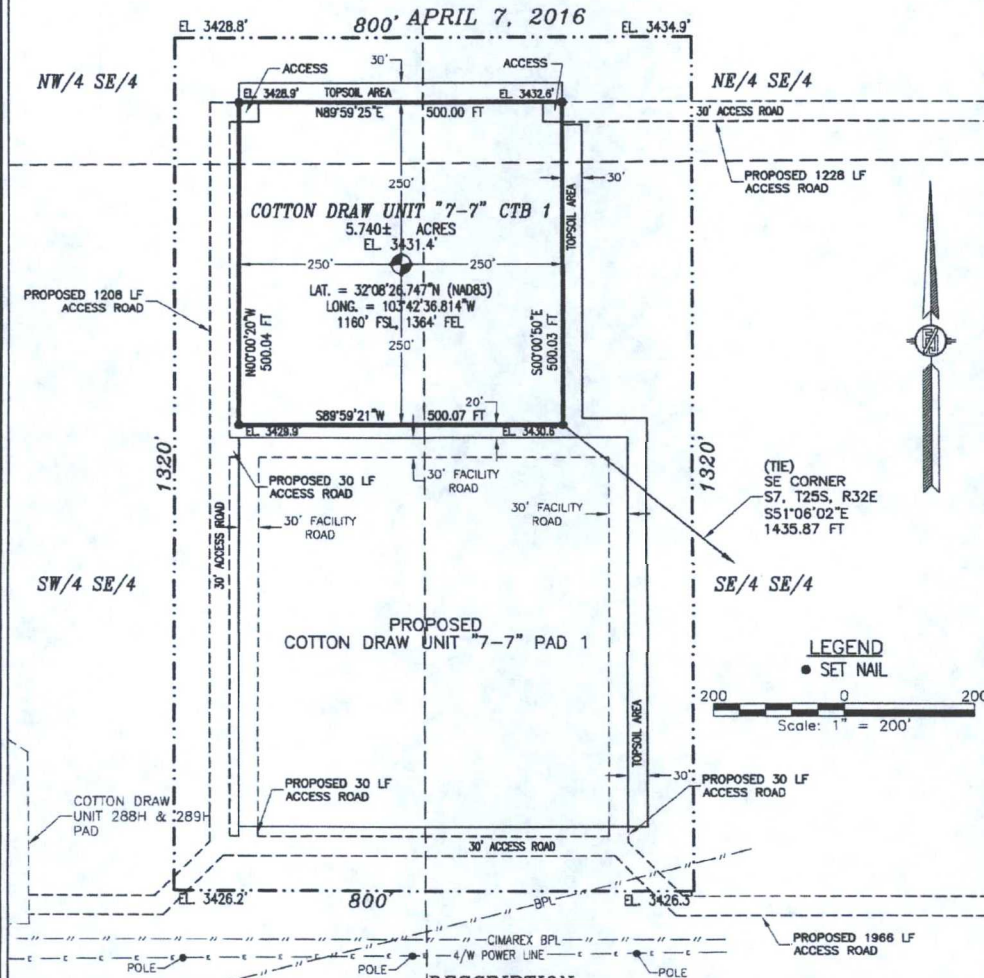 APRIL 7, 2016
EL. 3428.8'
800'
EL. 3434.9'
NW/4 SE/4
ACCESS
30'
ACCESS
NE/4 SE/4
EL. 3428.9'
TOPSOIL AREA
EL. 3432.6'
N89°59'25"E 500.00 FT
30' ACCESS ROAD
PROPOSED 1228 LF
ACCESS ROAD
250'
30'
TOPSOIL AREA
COTTON DRAW UNIT "7-7" CTB 1
5.740± ACRES
EL. 3431.4'
250'
250'
PROPOSED 1208 LF
ACCESS ROAD
LAT. = 32°08'26.747"N (NAD83)
LONG. = 103°42'36.814"W
1160' FSL, 1364' FEL
N00°00'20"W
500.04 FT
250'
S00°00'50"E
500.03 FT
20'
S89°59'21"W 500.07 FT
EL. 3429.9'
EL. 3430.6'
1320'
PROPOSED 30 LF
ACCESS ROAD
30' FACILITY
ROAD
1320'
(TIE)
SE CORNER
S7, T25S, R32E
S51°06'02"E
1435.87 FT
30' ACCESS ROAD
30' FACILITY
ROAD
30' FACILITY
ROAD
SW/4 SE/4
SE/4 SE/4
PROPOSED
COTTON DRAW UNIT "7-7" PAD 1
LEGEND
● SET NAIL
200 0 200
Scale: 1" = 200'
TOPSOIL AREA
30'
PROPOSED 30 LF
ACCESS ROAD
PROPOSED 30 LF
ACCESS ROAD
COTTON DRAW
UNIT 288H & 289H
PAD
30' ACCESS ROAD
EL. 3426.2'
800'
BPL
EL. 3426.3'
CIMAREX BPL
4/W POWER LINE
PROPOSED 1966 LF
ACCESS ROAD
POLE
POLE
POLE
DESCRIPTION